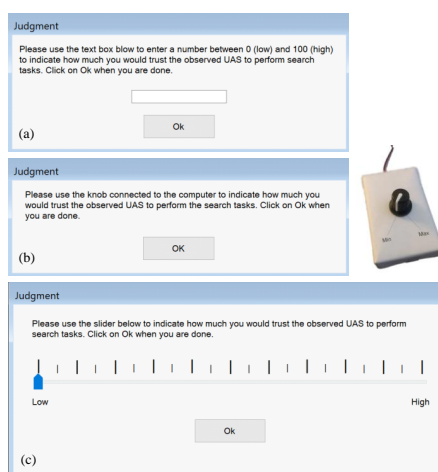 Judgment
Please use the text box blow to enter a number between 0 (low) and 100 (high)
to indicate how much you would trust the observed UAS to perform search
tasks. Click on Ok when you are done.
Ok
(a)
Judgment
Please use the knob connected to the computer to indicate how much you
would trust the observed UAS to perform the search tasks. Click on Ok when
you are done.
OK
(b)
Min Max
Judgment
Please use the slider below to indicate how much you would trust the observed UAS to perform
search tasks. Click on Ok when you are done.
Low High
Ok
(c)